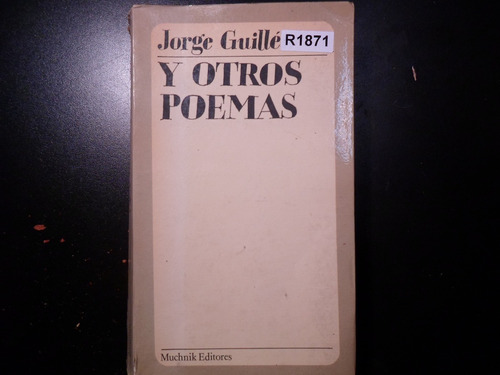 Jorge Guillé
R1871
Y OTROS
POEMAS
Muchnik Editores